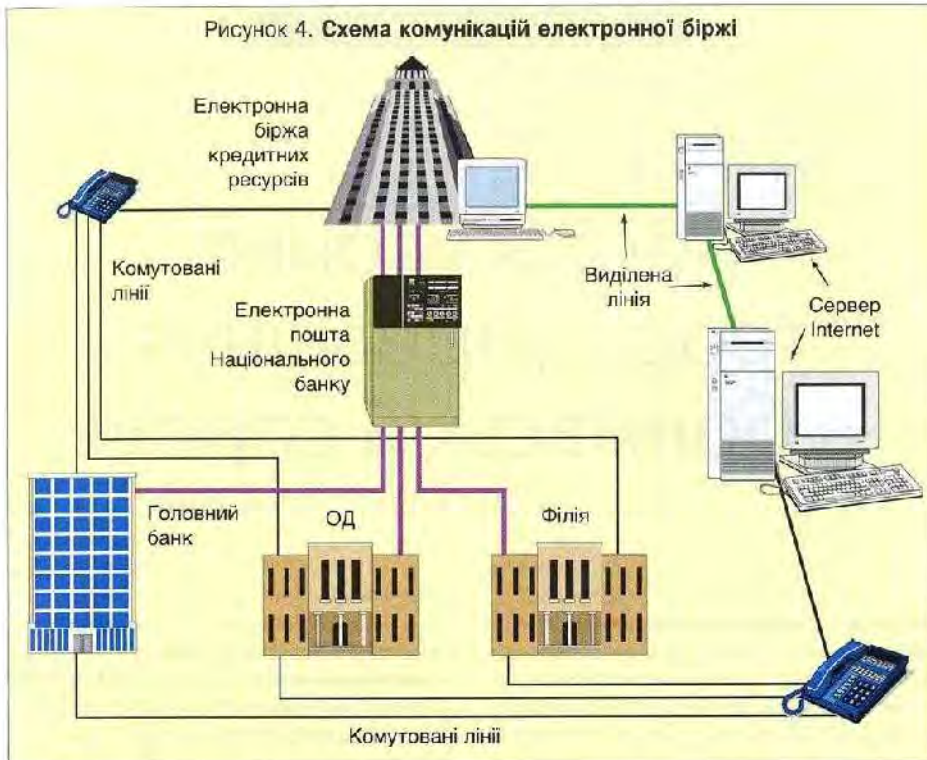 Рисунок 4. Схема комунікацій електронної біржі
Електронна
біржа
кредитних
ресурсів
Комутовані
лінії
Електронна
пошта
Національного
банку
Виділена
лінія
Сервер
Internet
Головний
банк
ОД
Філія
Комутовані лінії